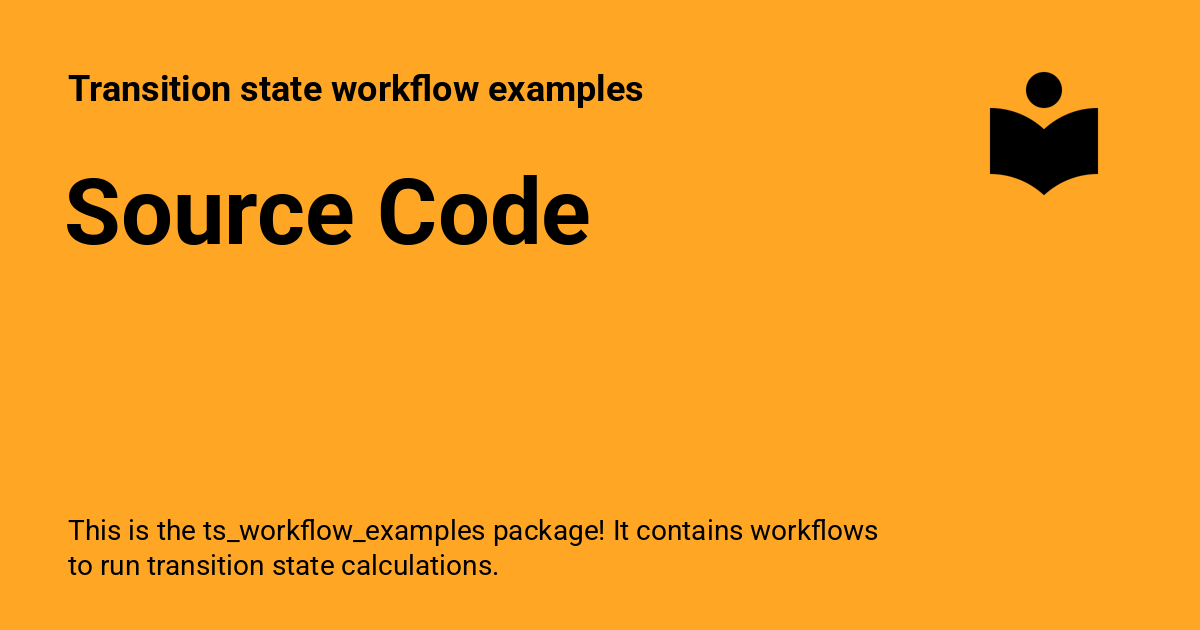 Transition state workflow examples
Source Code
This is the ts_workflow_examples package! It contains workflows
to run transition state calculations.